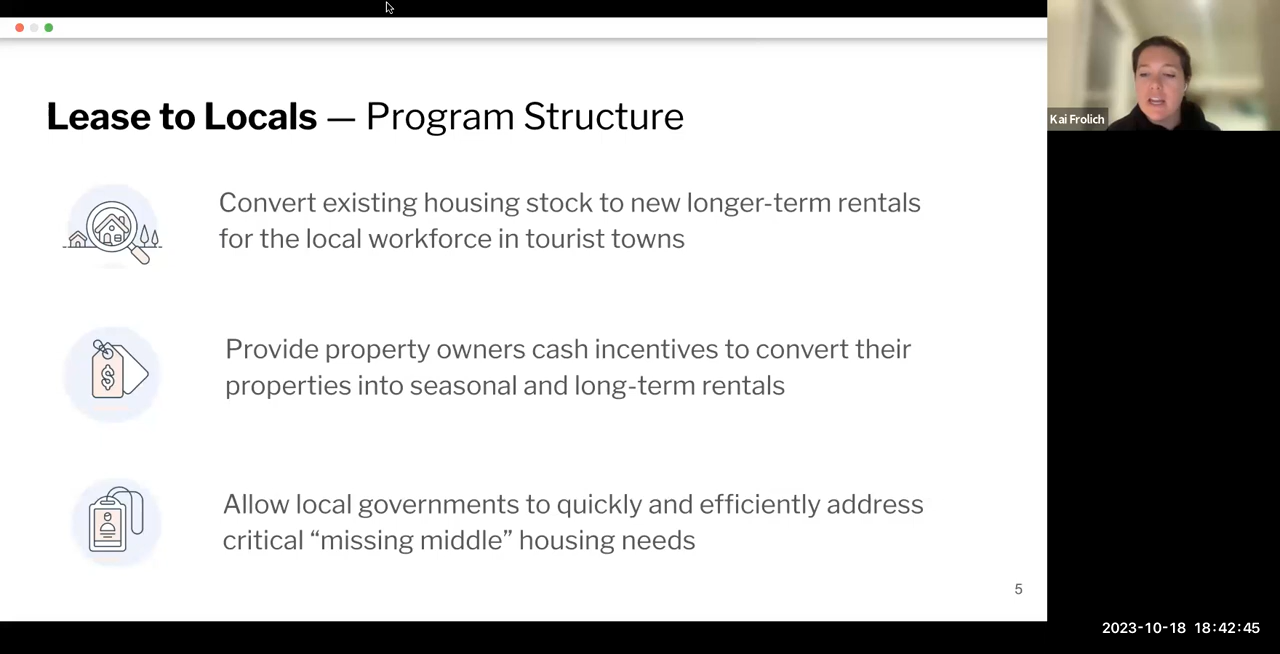 Lease to Locals — Program Structure
Convert existing housing stock to new longer-term rentals
for the local workforce in tourist towns
$
Provide property owners cash incentives to convert their
properties into seasonal and long-term rentals
Allow local governments to quickly and efficiently address
critical “missing middle” housing needs
5
Kai Frolich
2023-10-18 18:42:45